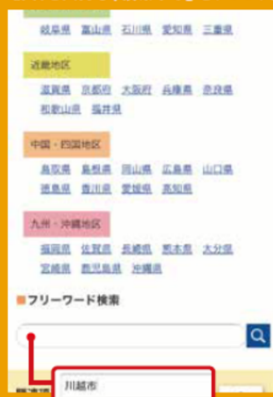 岐阜県 富山県 石川県 愛知県 三重県
近畿地区
滋賀県 京都府 大阪府 兵庫県 奈良県
和歌山県 福井県
中国・四国地区
鳥取県 島根県 岡山県 広島県 山口県
徳島県 香川県 愛媛県 高知県
九州・沖縄地区
福岡県 佐賀県 長崎県 熊本県 大分県
宮崎県 鹿児島県 沖縄県
■フリーワード検索
川越市